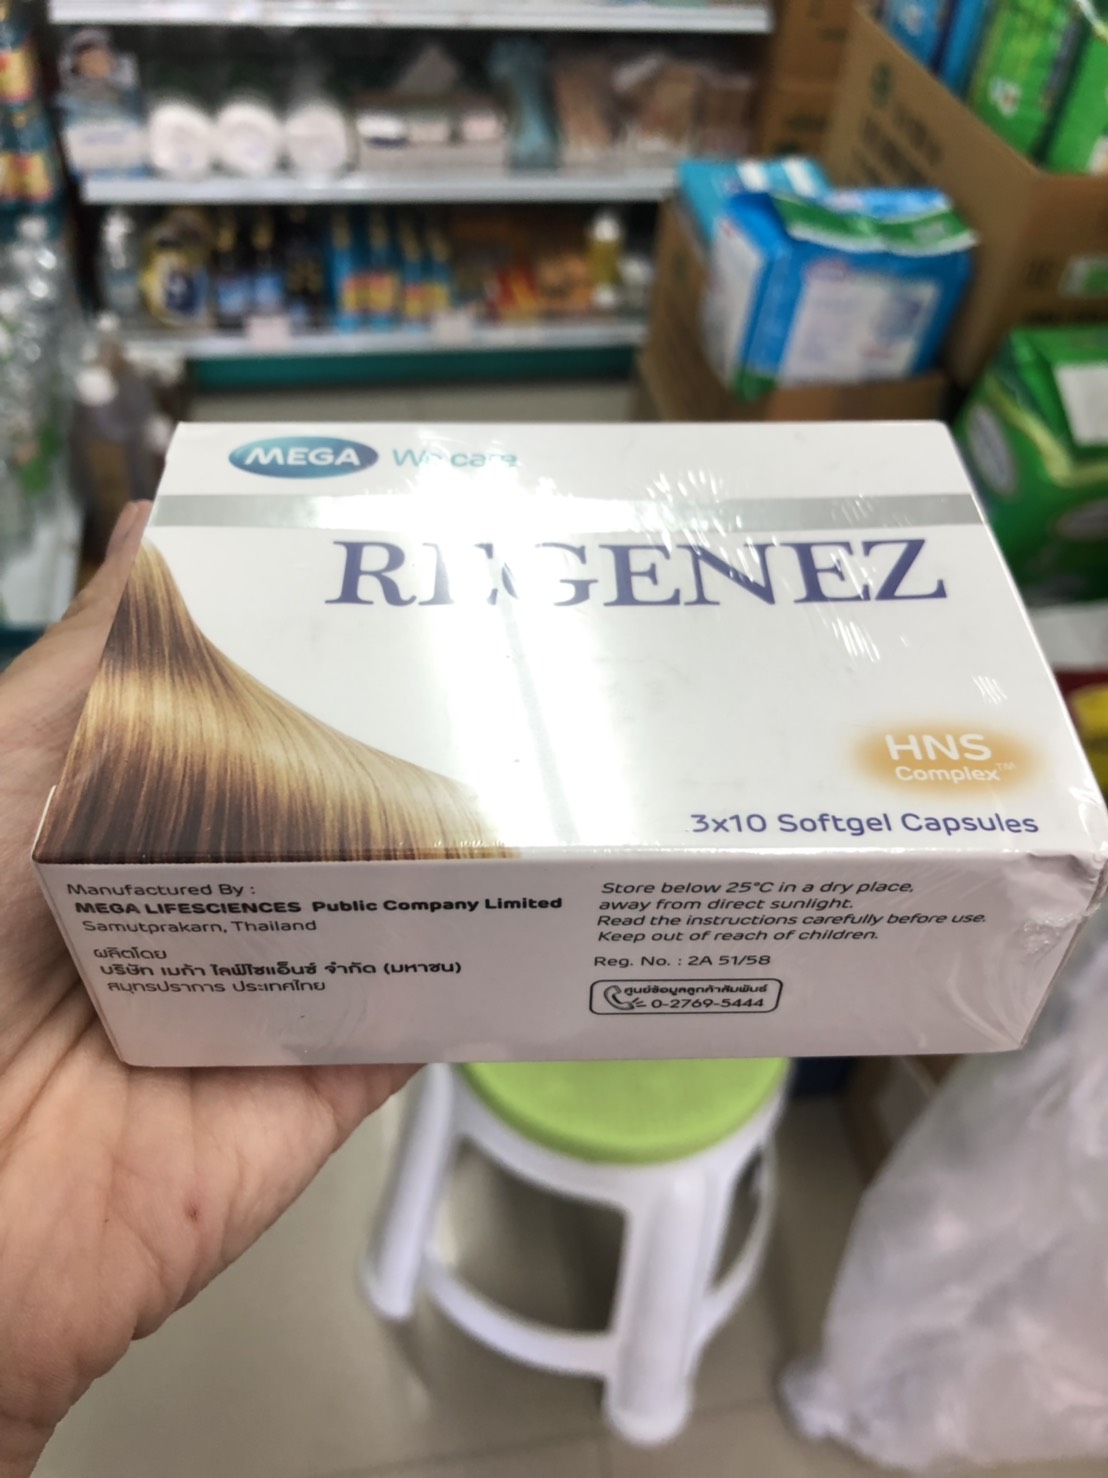 MEGA We care
REGENEZ
HNS
Complex™
3x10 Softgel Capsules
Manufactured By :
MEGA LIFESCIENCES Public Company Limited
Samutprakarn, Thailand
ผลิตโดย
บริษัท เมก้า ไลฟ์ไซแอ็นซ์ จำกัด (มหาชน)
สมุทรปราการ ประเทศไทย
Store below 25°C in a dry place,
away from direct sunlight.
Read the instructions carefully before use.
Keep out of reach of children.
Reg. No. : 2A 51/58
ศูนย์ข้อมูลลูกค้าสัมพันธ์
0-2769-5444